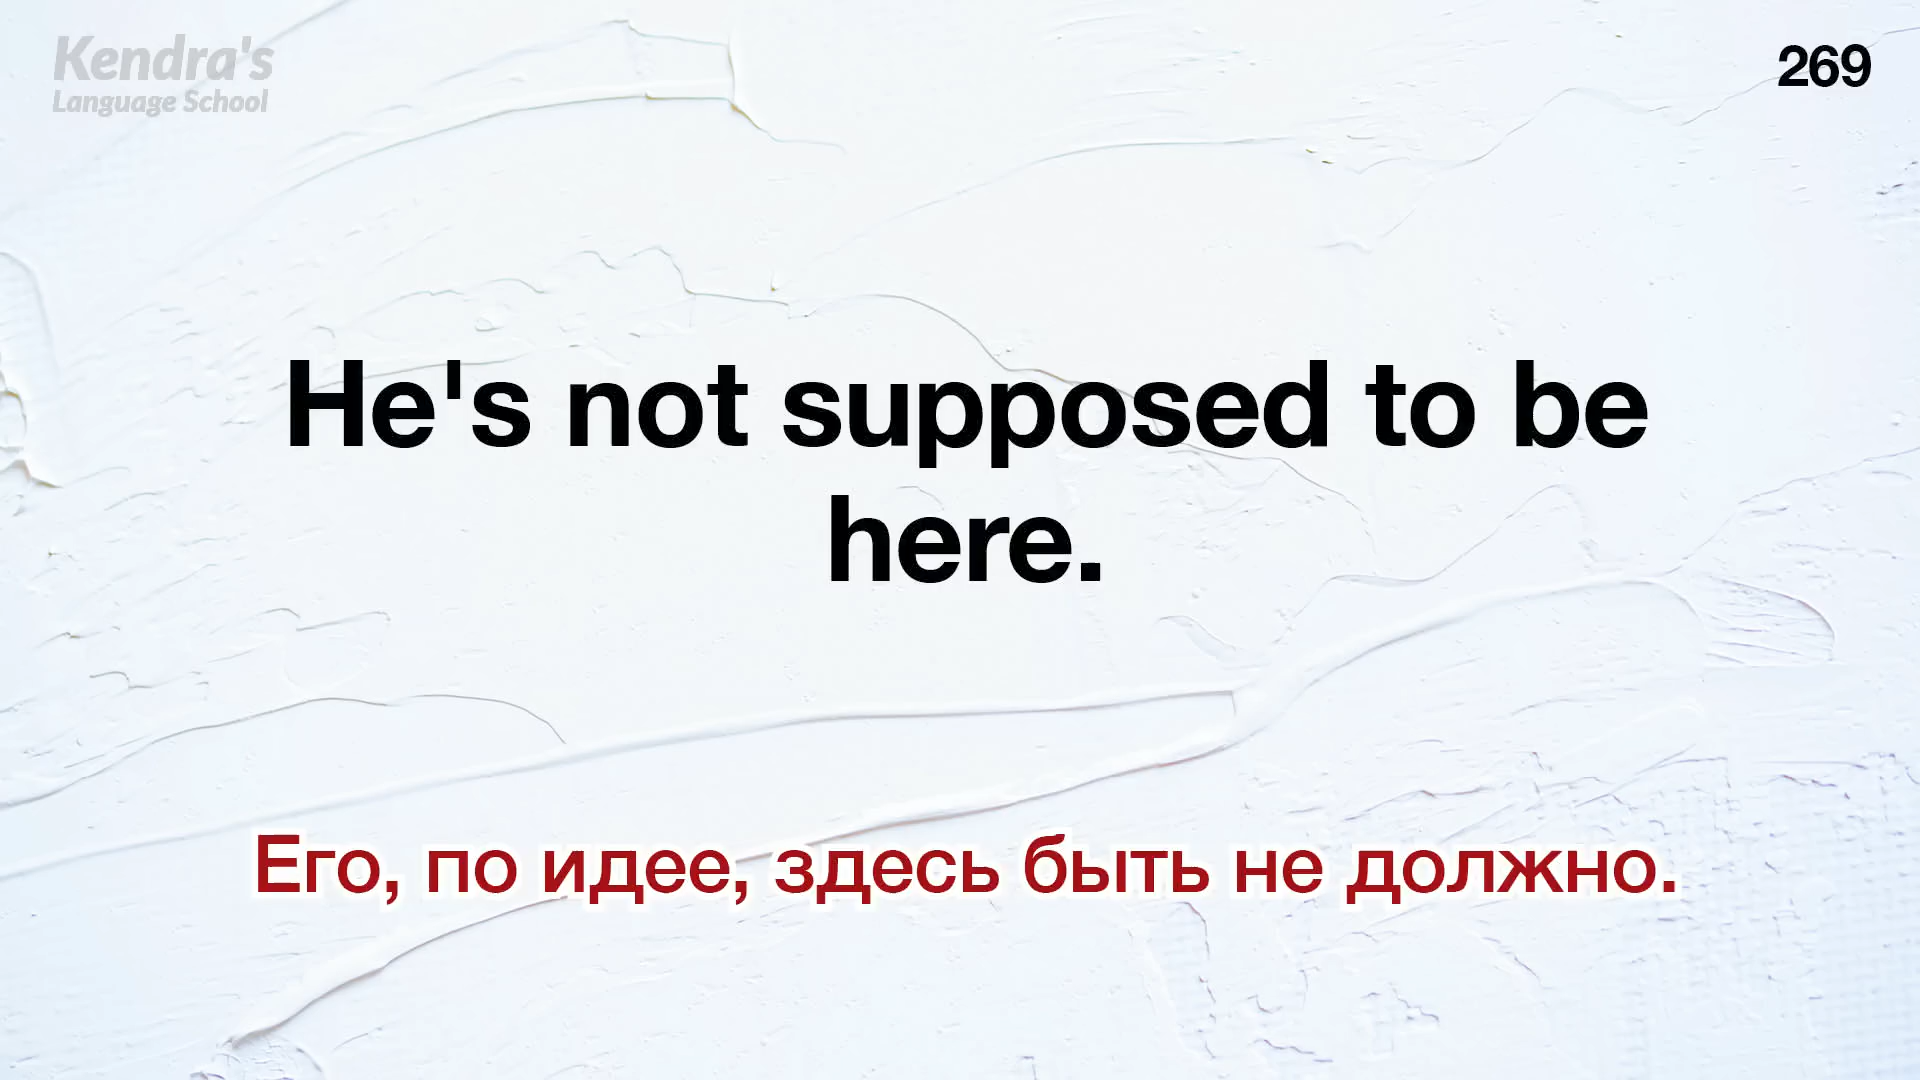 Kendra's
Language School
269
He's not supposed to be
here.
Его, по идее, здесь быть не должно.